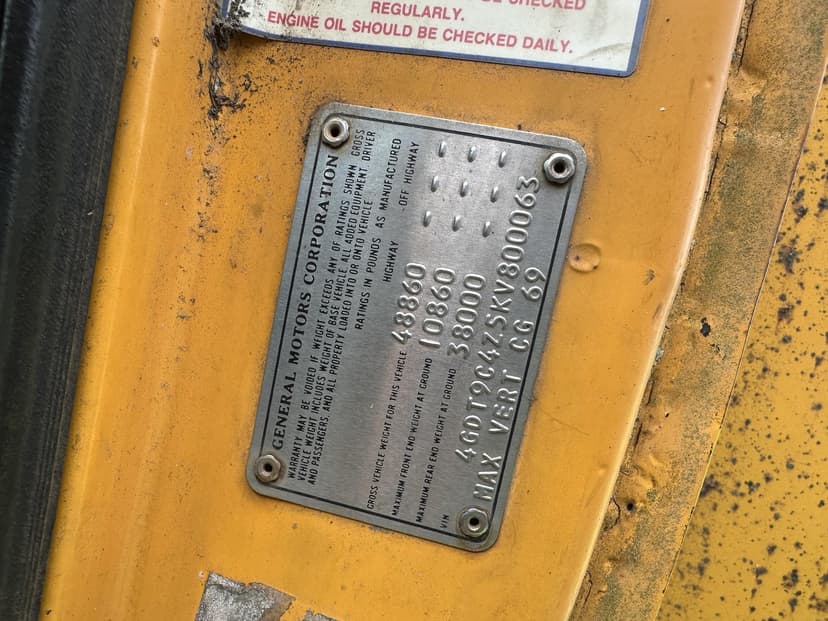 BE CHECKED
REGULARLY.
ENGINE OIL SHOULD BE CHECKED DAILY.
GENERAL MOTORS CORPORATION
WARRANTY MAY BE VOIDED IF WEIGHT EXCEEDS ANY OF RATINGS SHOWN. GROSS
VEHICLE WEIGHT INCLUDES WEIGHT OF BASE VEHICLE, ALL ADDED EQUIPMENT, DRIVER
AND PASSENGERS, AND ALL PROPERTY LOADED INTO OR ONTO VEHICLE.
RATINGS IN POUNDS AS MANUFACTURED
HIGHWAY OFF HIGHWAY
GROSS VEHICLE WEIGHT FOR THIS VEHICLE 48860
MAXIMUM FRONT END WEIGHT AT GROUND 10860
MAXIMUM REAR END WEIGHT AT GROUND 38000
VIN 4GDT9C4Z5KV800063
MAX VERT CG 69